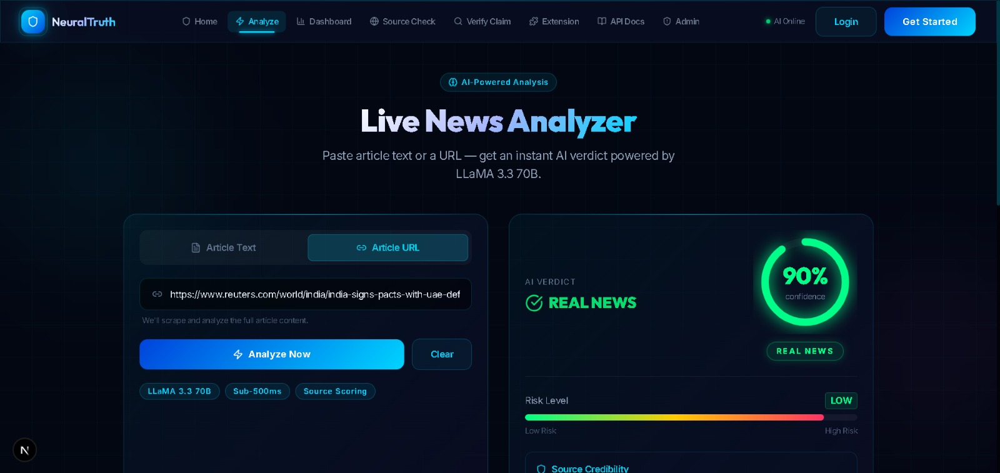 NeuralTruth
Home
Analyze
Dashboard
Source Check
Verify Claim
Extension
API Docs
Admin
AI Online
Login
Get Started
AI-Powered Analysis
Live News Analyzer
Paste article text or a URL — get an instant AI verdict powered by
LLaMA 3.3 70B.
Article Text
Article URL
https://www.reuters.com/world/india/india-signs-pacts-with-uae-def
We'll scrape and analyze the full article content.
Analyze Now
Clear
LLaMA 3.3 70B
Sub-500ms
Source Scoring
AI VERDICT
REAL NEWS
90%
confidence
REAL NEWS
Risk Level
LOW
Low Risk
High Risk
Source Credibility
N